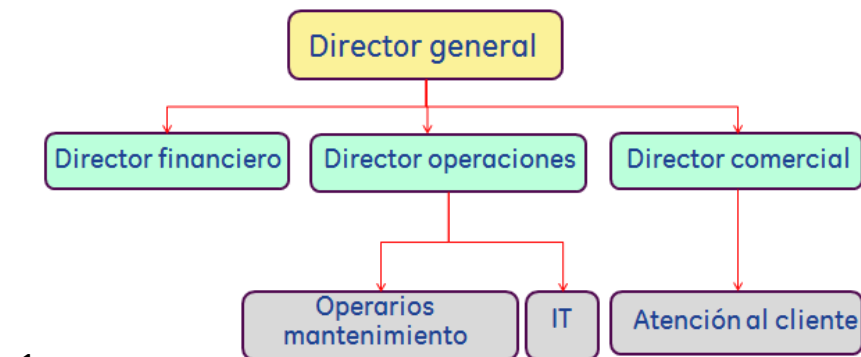 Director general
Director financiero
Director operaciones
Director comercial
Operarios
mantenimiento
IT
Atención al cliente